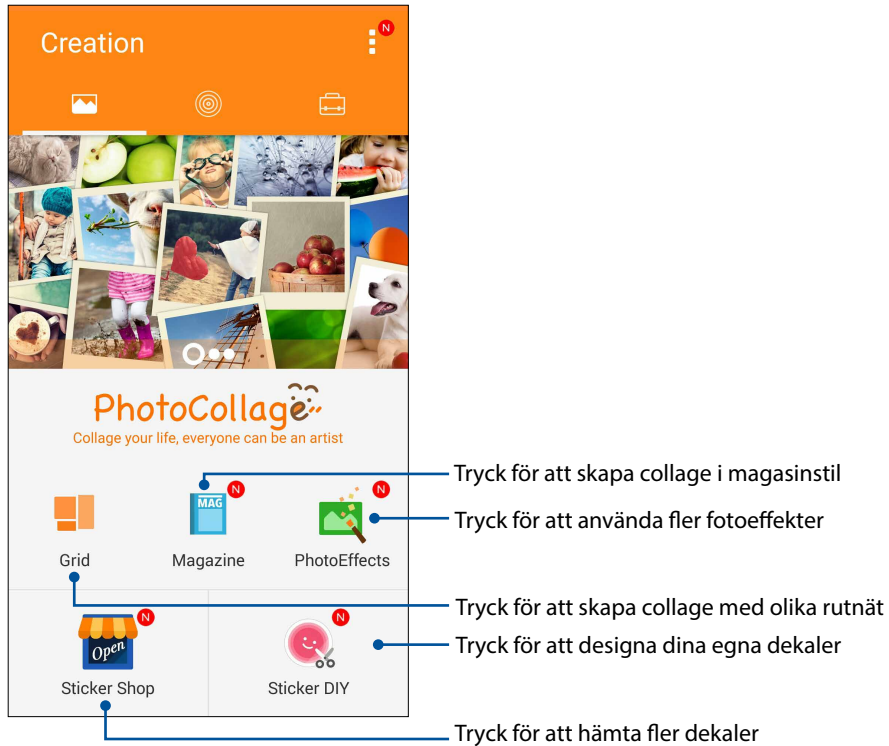 Creation
N
PhotoCollage
Collage your life, everyone can be an artist
Tryck för att skapa collage i magasinstil
MAG
N
N
Tryck för att använda fler fotoeffekter
Grid
Magazine
PhotoEffects
Tryck för att skapa collage med olika rutnät
N
N
Open
Tryck för att designa dina egna dekaler
Sticker Shop
Sticker DIY
Tryck för att hämta fler dekaler